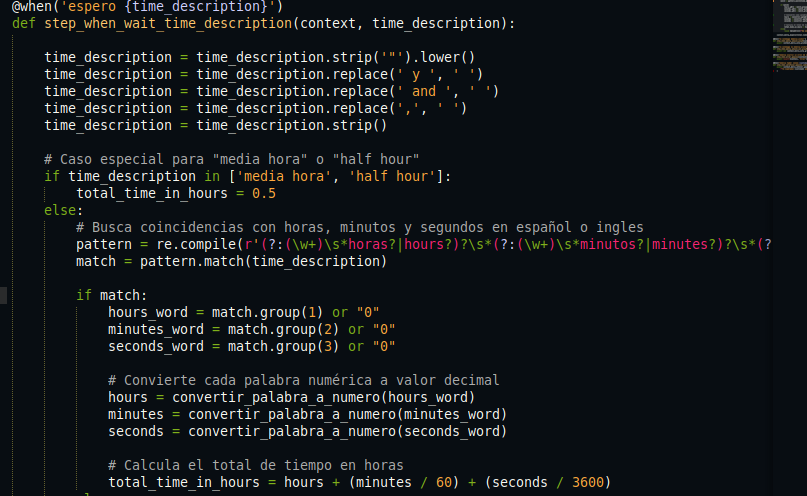 @when('espero {time_description}')
def step_when_wait_time_description(context, time_description):
time_description = time_description.strip('"').lower()
time_description = time_description.replace(' y ', ' ')
time_description = time_description.replace(' and ', ' ')
time_description = time_description.replace(',', ' ')
time_description = time_description.strip()
# Caso especial para "media hora" o "half hour"
if time_description in ['media hora', 'half hour']:
total_time_in_hours = 0.5
else:
# Busca coincidencias con horas, minutos y segundos en español o ingles
pattern = re.compile(r'(?:(\w+)\s*horas?|hours?)?\s*(?:(\w+)\s*minutos?|minutes?)?\s*(?
match = pattern.match(time_description)
if match:
hours_word = match.group(1) or "0"
minutes_word = match.group(2) or "0"
seconds_word = match.group(3) or "0"
# Convierte cada palabra numérica a valor decimal
hours = convertir_palabra_a_numero(hours_word)
minutes = convertir_palabra_a_numero(minutes_word)
seconds = convertir_palabra_a_numero(seconds_word)
# Calcula el total de tiempo en horas
total_time_in_hours = hours + (minutes / 60) + (seconds / 3600)